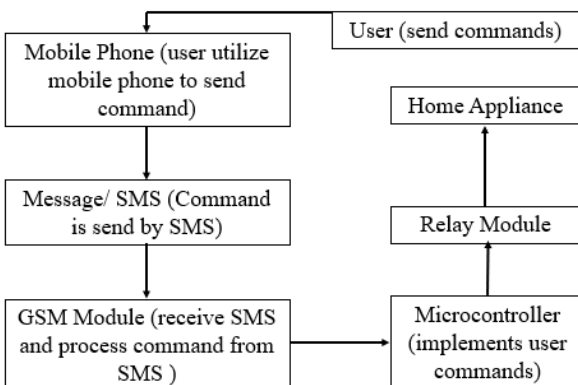 User (send commands)
Mobile Phone (user utilize
mobile phone to send
command)
Message/ SMS (Command
is send by SMS)
GSM Module (receive SMS
and process command from
SMS )
Microcontroller
(implements user
commands)
Relay Module
Home Appliance